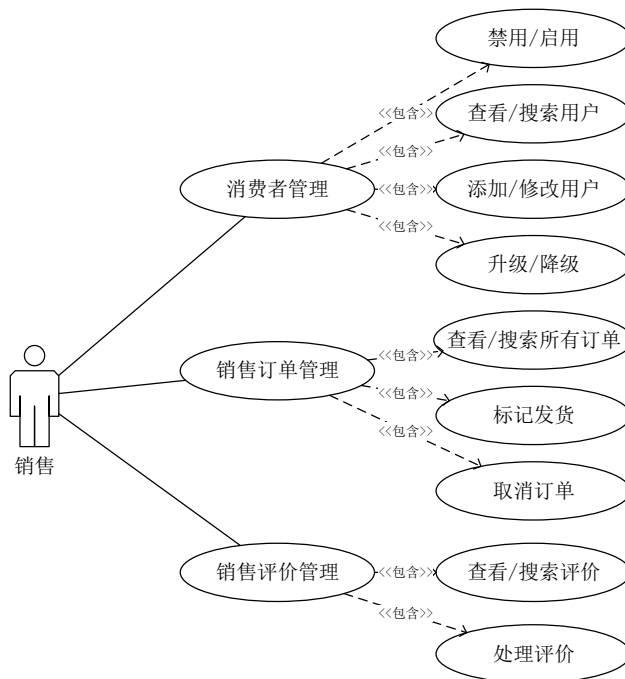 禁用/启用
<<包含>>
查看/搜索用户
<<包含>>
消费者管理
<<包含>>
添加/修改用户
<<包含>>
升级/降级
查看/搜索所有订单
<<包含>>
销售订单管理
<<包含>>
标记发货
<<包含>>
销售
取消订单
销售评价管理
<<包含>>
查看/搜索评价
<<包含>>
处理评价